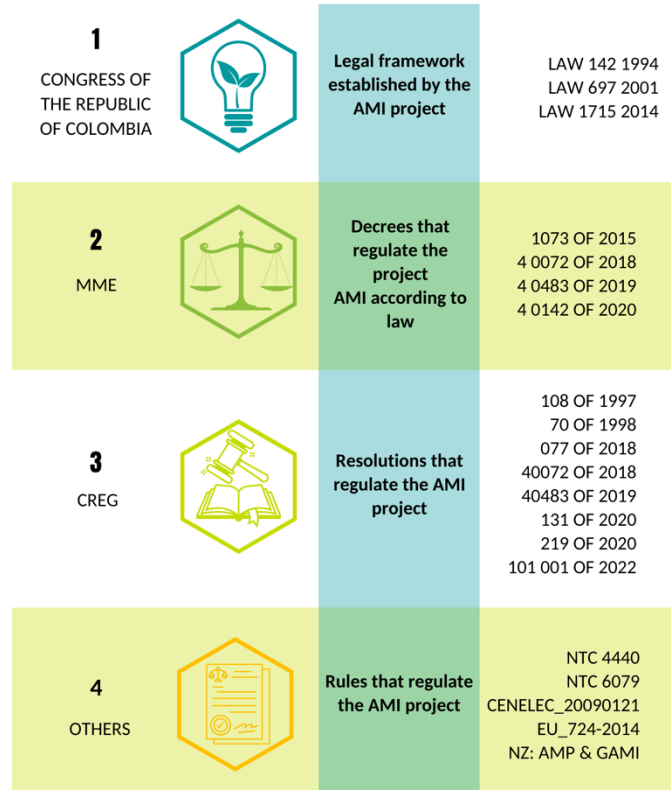 1
CONGRESS OF
THE REPUBLIC
OF COLOMBIA
Legal framework
established by the
AMI project
LAW 142 1994
LAW 697 2001
LAW 1715 2014
2
MME
Decrees that
regulate the
project
AMI according to
law
1073 OF 2015
4 0072 OF 2018
4 0483 OF 2019
4 0142 OF 2020
3
CREG
Resolutions that
regulate the AMI
project
108 OF 1997
70 OF 1998
077 OF 2018
40072 OF 2018
40483 OF 2019
131 OF 2020
219 OF 2020
101 001 OF 2022
4
OTHERS
Rules that regulate
the AMI project
NTC 4440
NTC 6079
CENELEC_20090121
EU_724-2014
NZ: AMP & GAMI